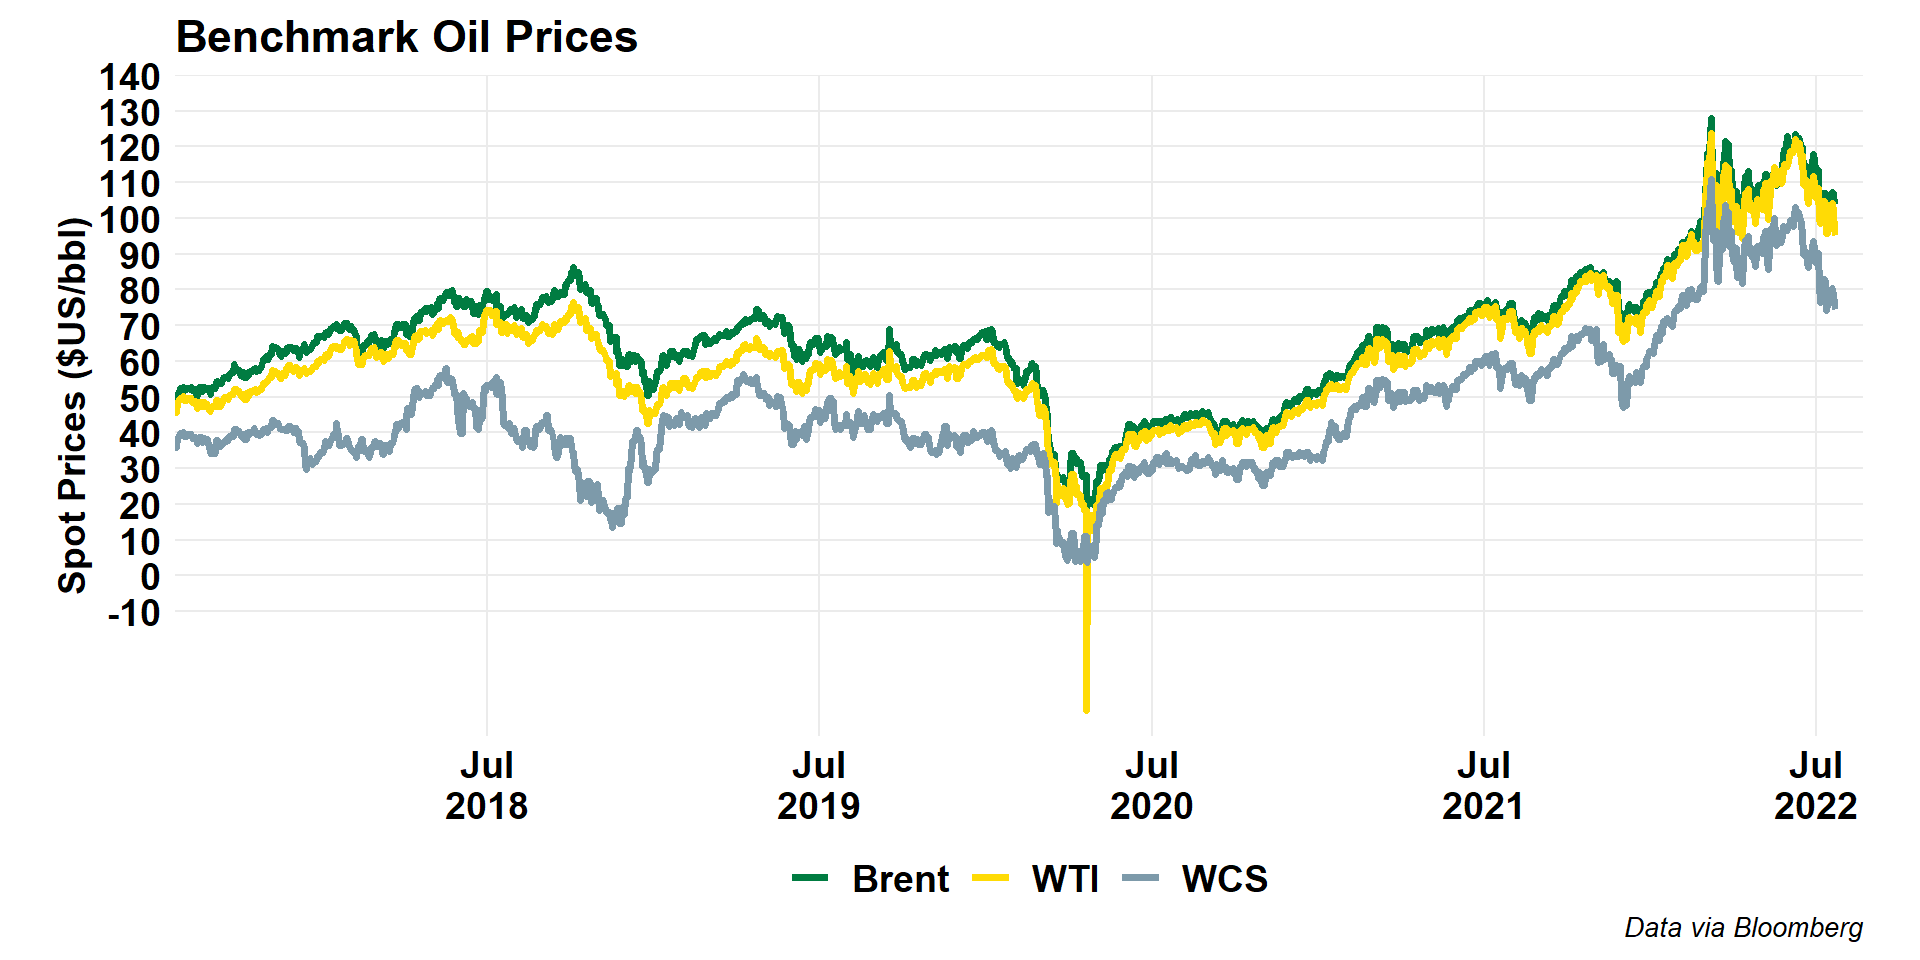 Benchmark Oil Prices
Spot Prices ($US/bbl)
140
130
120
110
100
90
80
70
60
50
40
30
20
10
0
-10
Jul 2018
Jul 2019
Jul 2020
Jul 2021
Jul 2022
Brent WTI WCS
Data via Bloomberg